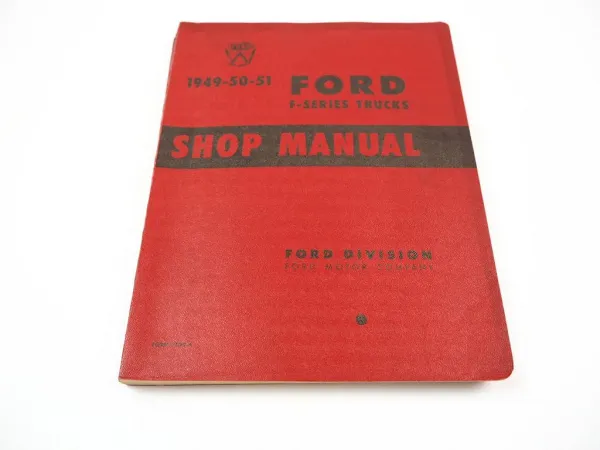 1949-50-51 FORD
F-SERIES TRUCKS
SHOP MANUAL
FORD DIVISION
FORD MOTOR COMPANY